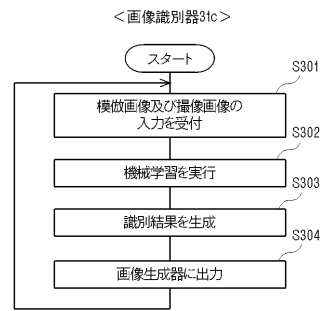 ＜画像識別器31c＞
スタート
S301
模倣画像及び撮像画像の
入力を受付
S302
機械学習を実行
S303
識別結果を生成
S304
画像生成器に出力